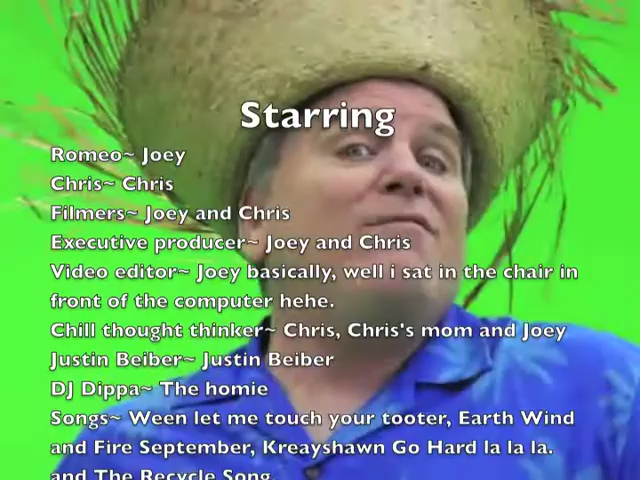 Starring
Romeo~ Joey
Chris~ Chris
Filmers~ Joey and Chris
Executive producer~ Joey and Chris
Video editor~ Joey basically, well i sat in the chair in
front of the computer hehe.
Chill thought thinker~ Chris, Chris's mom and Joey
Justin Beiber~ Justin Beiber
DJ Dippa~ The homie
Songs~ Ween let me touch your tooter, Earth Wind
and Fire September, Kreayshawn Go Hard la la la.
and The Recycle Song.